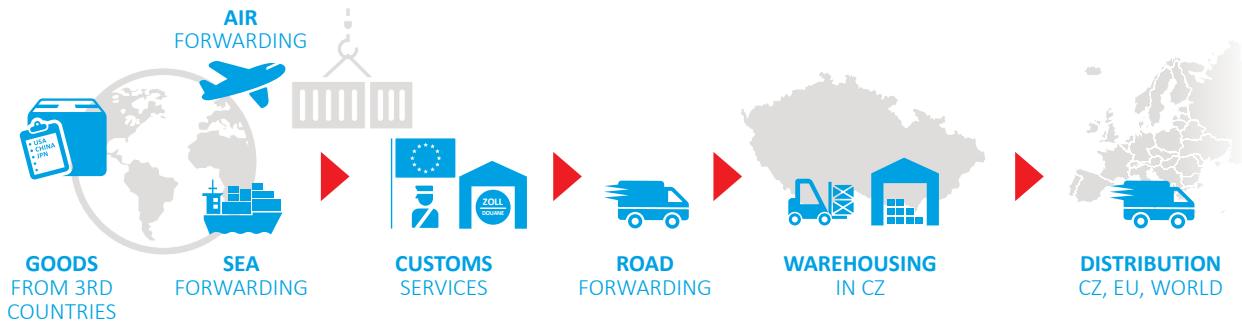 AIR
FORWARDING
• USA
• CHINA
• JPN
•
•
ZOLL
DOUANE
GOODS
FROM 3RD
COUNTRIES
SEA
FORWARDING
CUSTOMS
SERVICES
ROAD
FORWARDING
WAREHOUSING
IN CZ
DISTRIBUTION
CZ, EU, WORLD